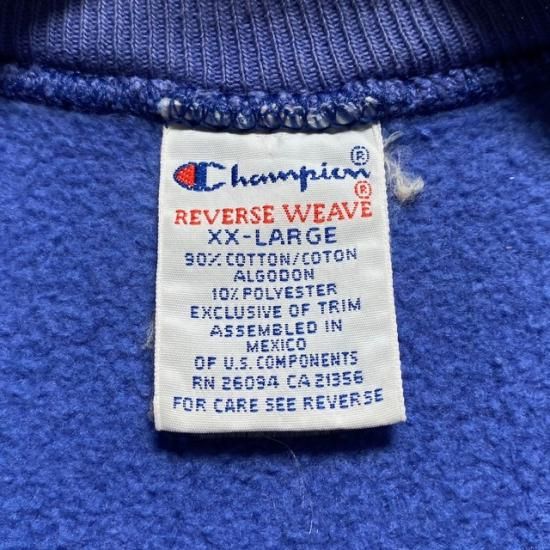 Champion®
REVERSE WEAVE®
XX-LARGE
90% COTTON/COTON
ALGODON
10% POLYESTER
EXCLUSIVE OF TRIM
ASSEMBLED IN
MEXICO
OF U.S. COMPONENTS
RN 26094 CA 21356
FOR CARE SEE REVERSE